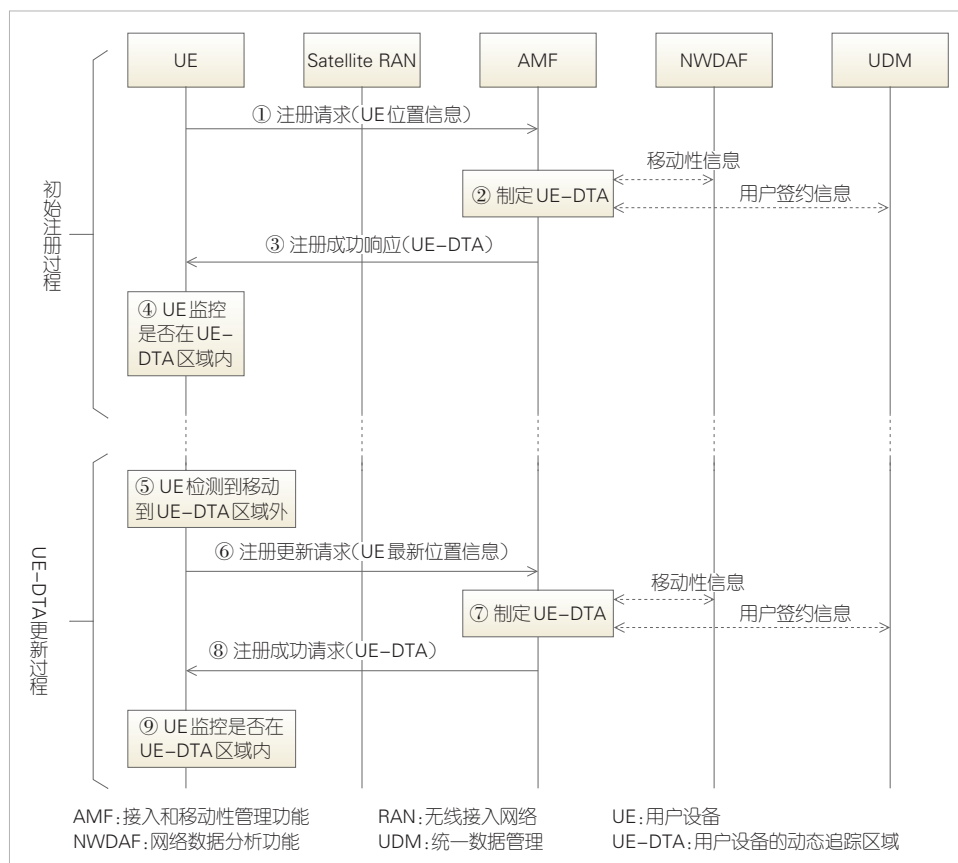 UE
Satellite RAN
AMF
NWDAF
UDM
初始注册过程
① 注册请求(UE位置信息)
移动性信息
② 制定UE-DTA
用户签约信息
③ 注册成功响应(UE-DTA)
④ UE监控
是否在UE-
DTA区域内
UE-DTA更新过程
⑤ UE检测到移动
到UE-DTA区域外
⑥ 注册更新请求(UE最新位置信息)
移动性信息
⑦ 制定UE-DTA
用户签约信息
⑧ 注册成功请求(UE-DTA)
⑨ UE监控是否在
UE-DTA区域内
AMF:接入和移动性管理功能
RAN:无线接入网络
UE:用户设备
NWDAF:网络数据分析功能
UDM:统一数据管理
UE-DTA:用户设备的动态追踪区域